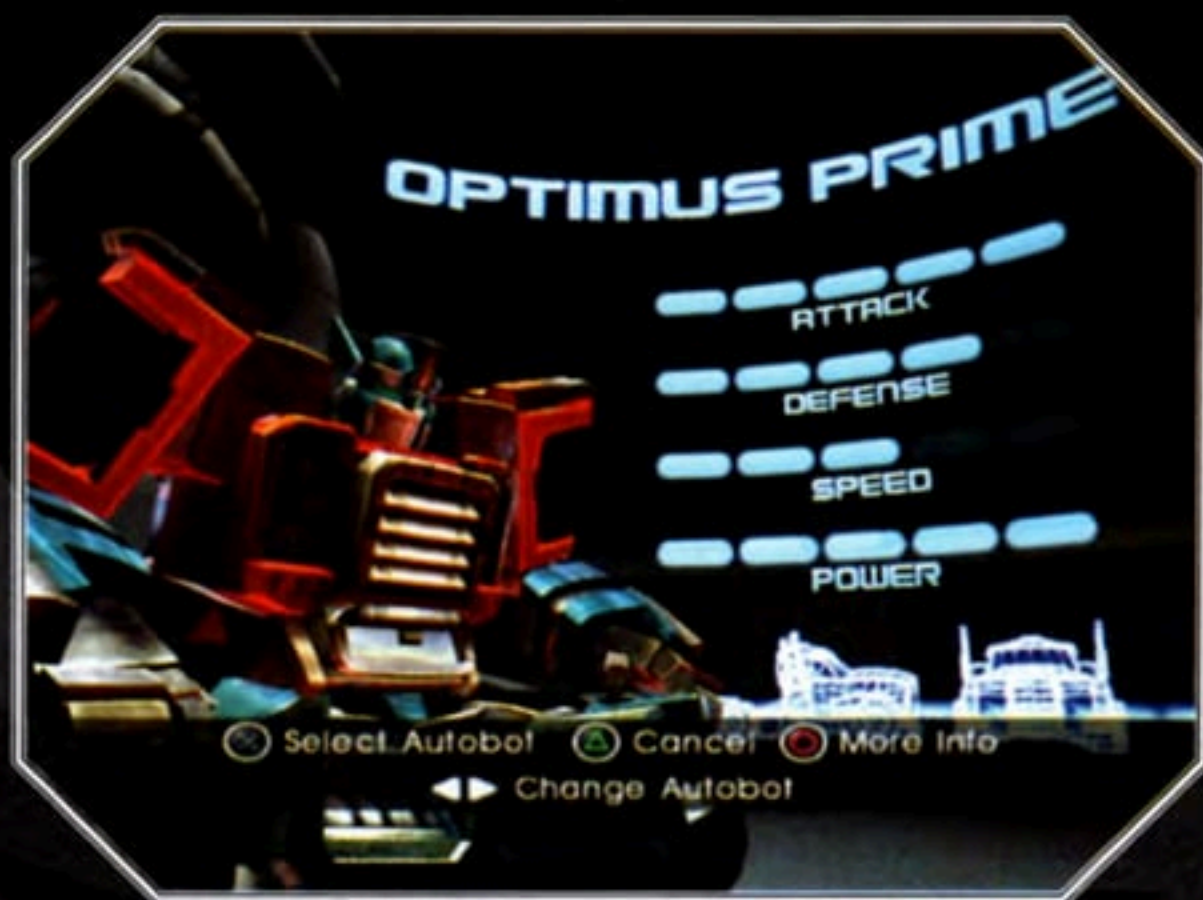 OPTIMUS PRIME
ATTACK
DEFENSE
SPEED
POWER
Select Autobot Cancel More Info
Change Autobot